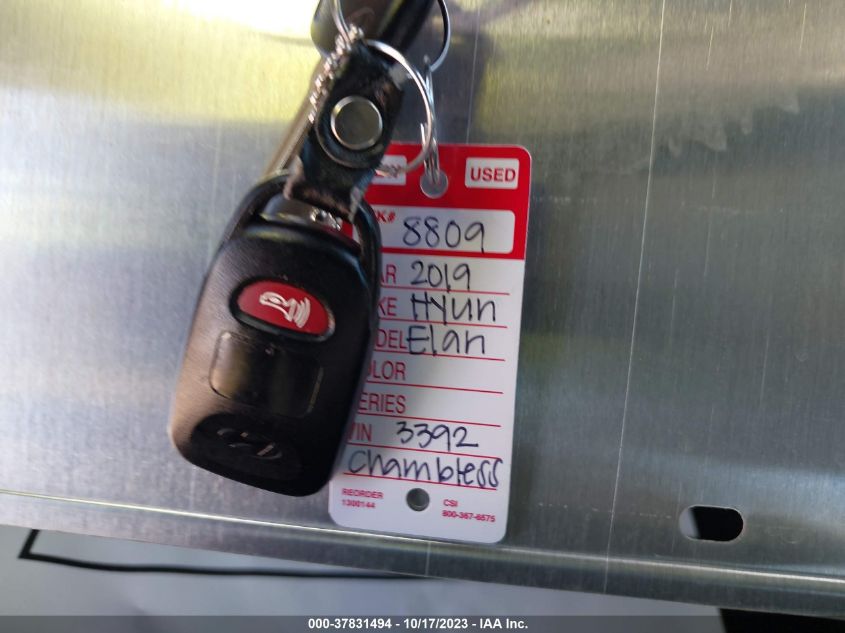 USED
K# 8809
AR 2019
KE Hyun
DEL Elan
OLOR
ERIES
VIN 3392
Chambless
REORDER CSI
1300144 800-367-6575
000-37831494 - 10/17/2023 - IAA Inc.